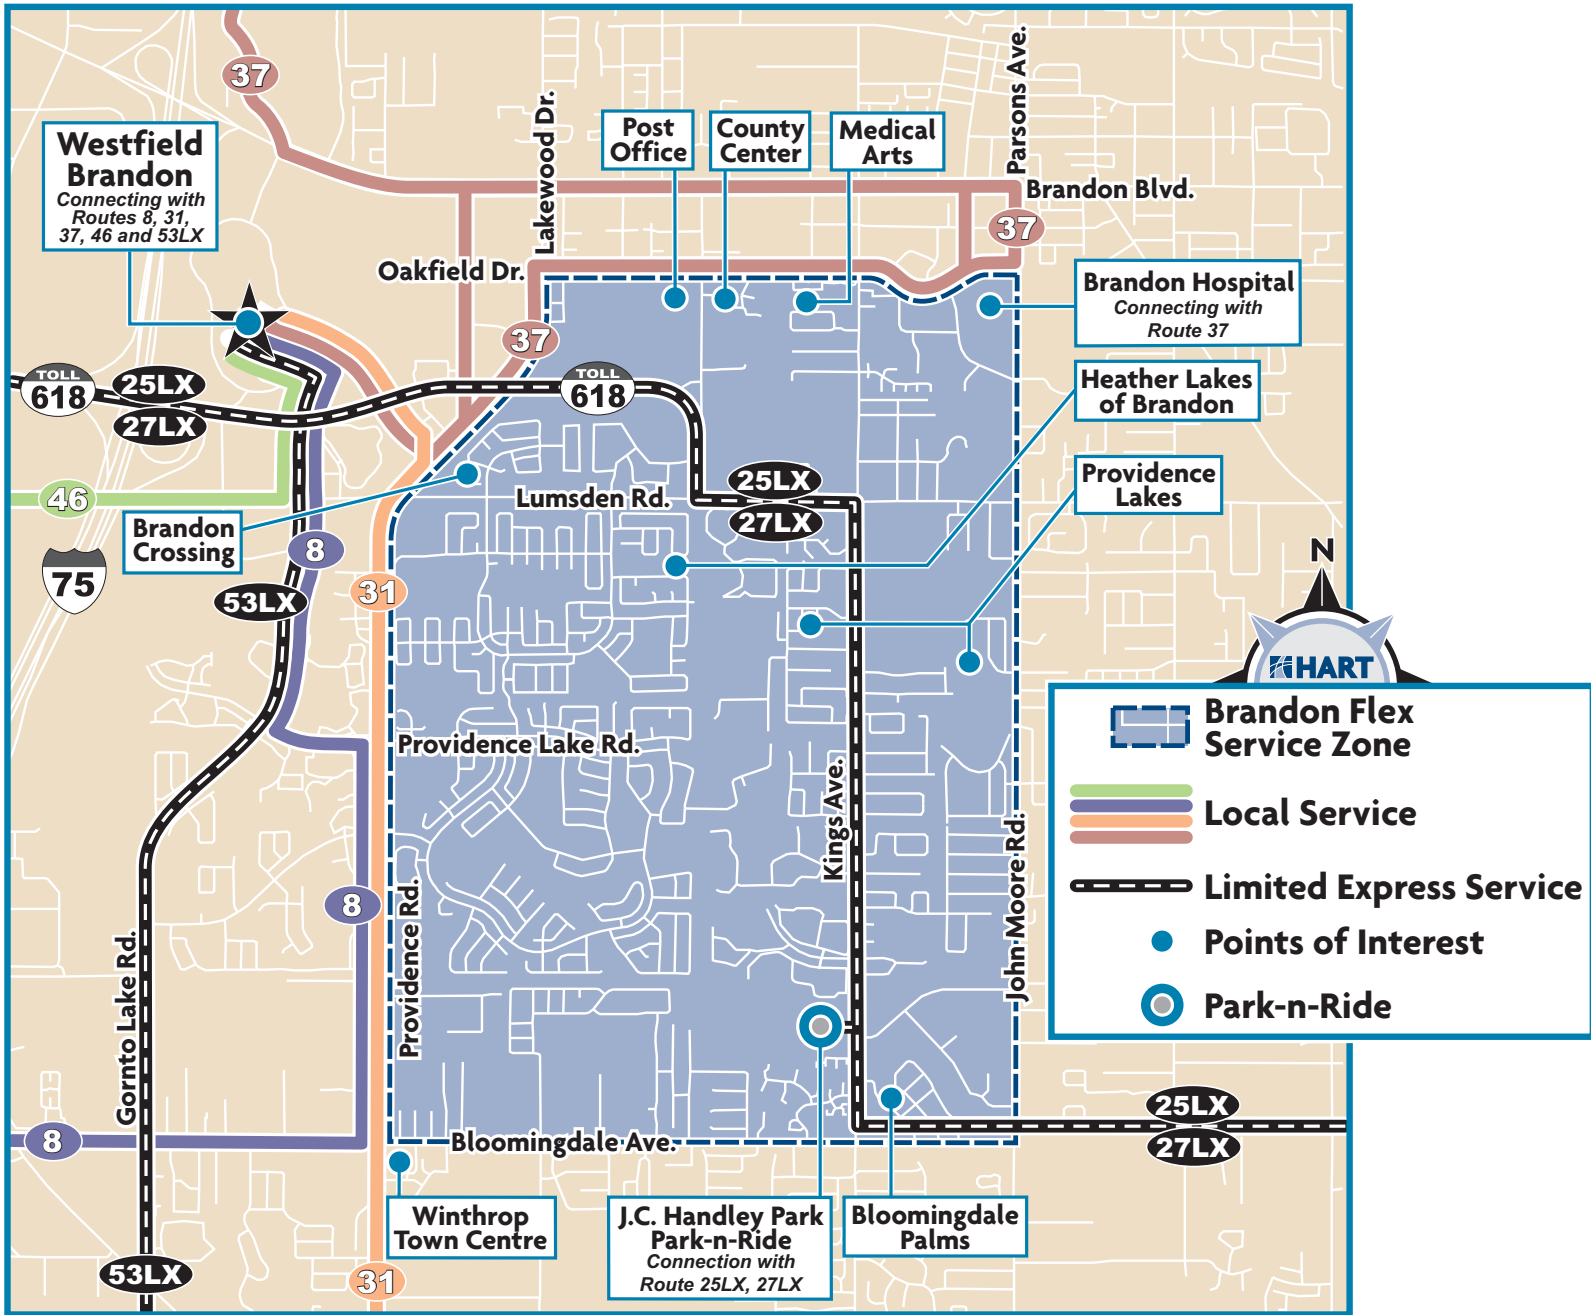 37
Westfield
Brandon
Connecting with
Routes 8, 31,
37, 46 and 53LX
Lakewood Dr.
Post
Office
County
Center
Medical
Arts
Parsons Ave.
Brandon Blvd.
37
Oakfield Dr.
Brandon Hospital
Connecting with
Route 37
37
TOLL
618
25LX
27LX
TOLL
618
Heather Lakes
of Brandon
46
Lumsden Rd.
25LX
27LX
Providence
Lakes
Brandon
Crossing
8
75
53LX
31
N
HART
Providence Lake Rd.
Kings Ave.
John Moore Rd.
Brandon Flex
Service Zone
Local Service
Limited Express Service
Points of Interest
Park-n-Ride
8
Providence Rd.
Gornto Lake Rd.
8
Bloomingdale Ave.
25LX
27LX
Winthrop
Town Centre
J.C. Handley Park
Park-n-Ride
Connection with
Route 25LX, 27LX
Bloomingdale
Palms
53LX
31